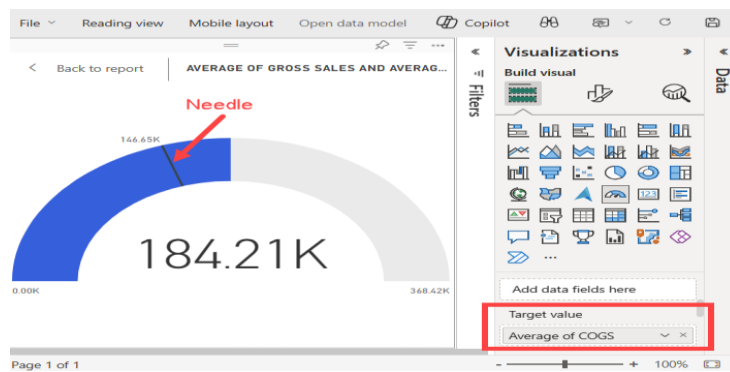 File Reading view Mobile layout Open data model Copilot
Back to report AVERAGE OF GROSS SALES AND AVERAG...
Needle
146.65K
184.21K
0.00K 368.42K
Filters
Visualizations
Build visual
123
Add data fields here
Target value
Average of COGS
Data
Page 1 of 1
- + 100%